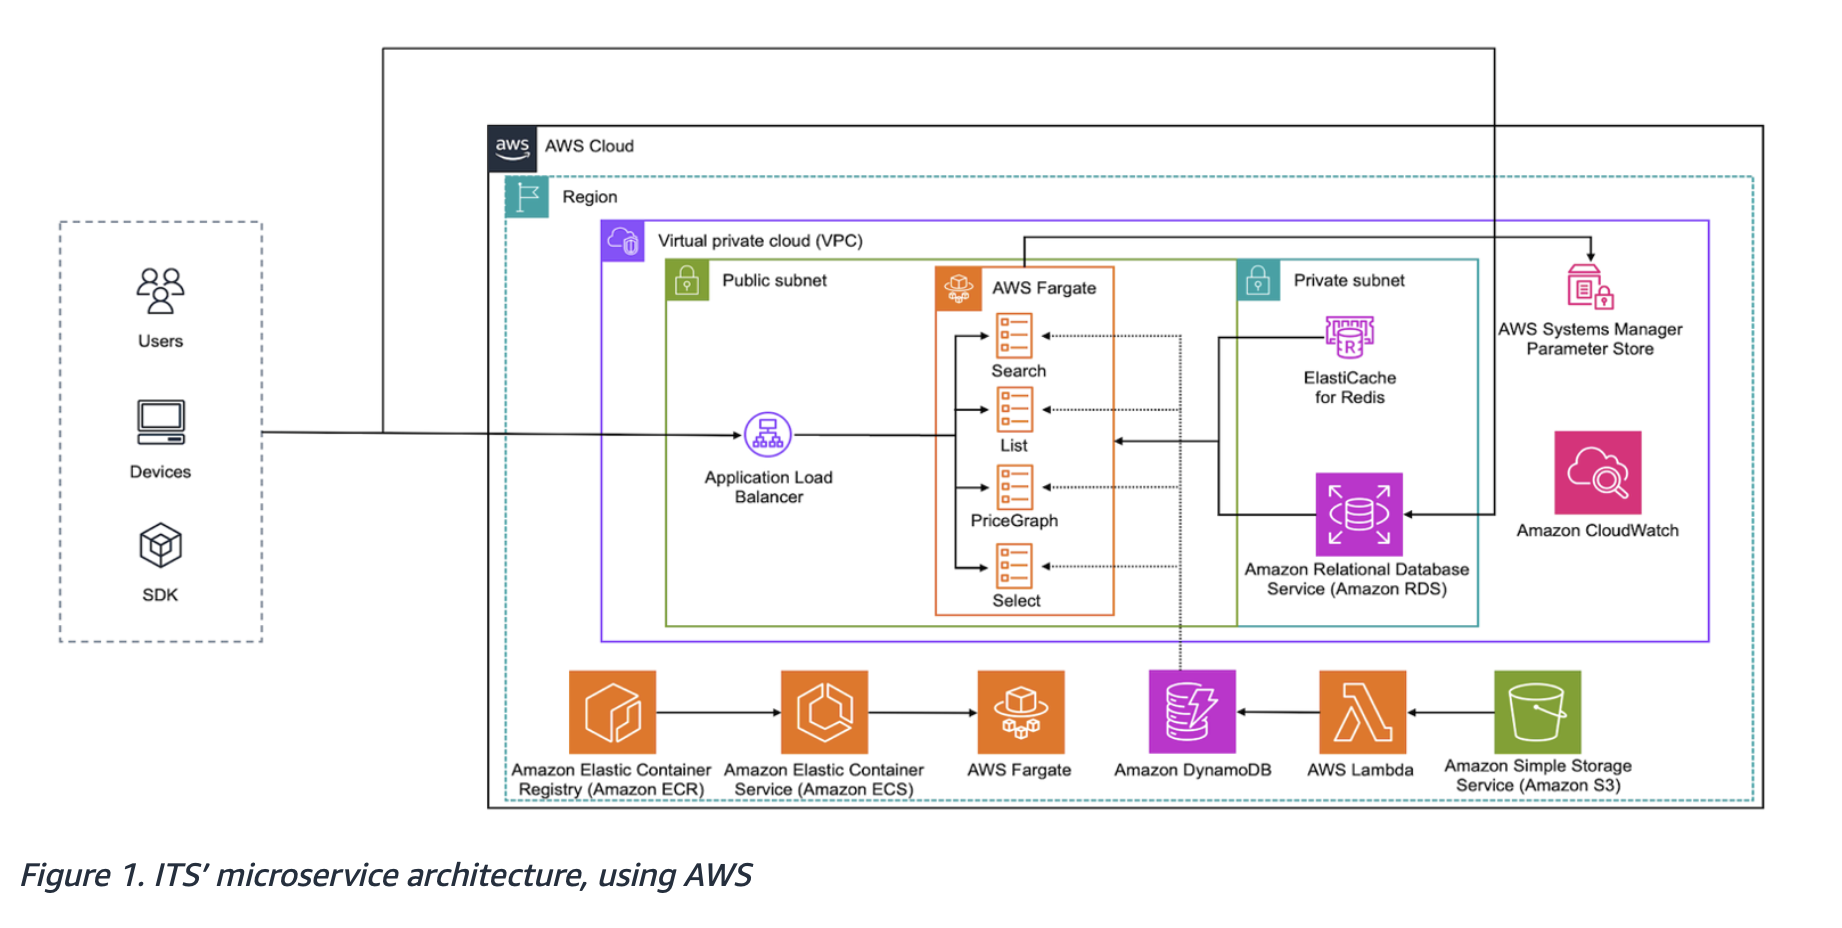 aws
AWS Cloud
Region
Virtual private cloud (VPC)
Public subnet
AWS Fargate
Private subnet
Users
Devices
SDK
Application Load
Balancer
Search
List
PriceGraph
Select
R
ElastiCache
for Redis
Amazon Relational Database
Service (Amazon RDS)
AWS Systems Manager
Parameter Store
Amazon CloudWatch
Amazon Elastic Container
Registry (Amazon ECR)
Amazon Elastic Container
Service (Amazon ECS)
AWS Fargate
Amazon DynamoDB
AWS Lambda
Amazon Simple Storage
Service (Amazon S3)
Figure 1. ITS’ microservice architecture, using AWS